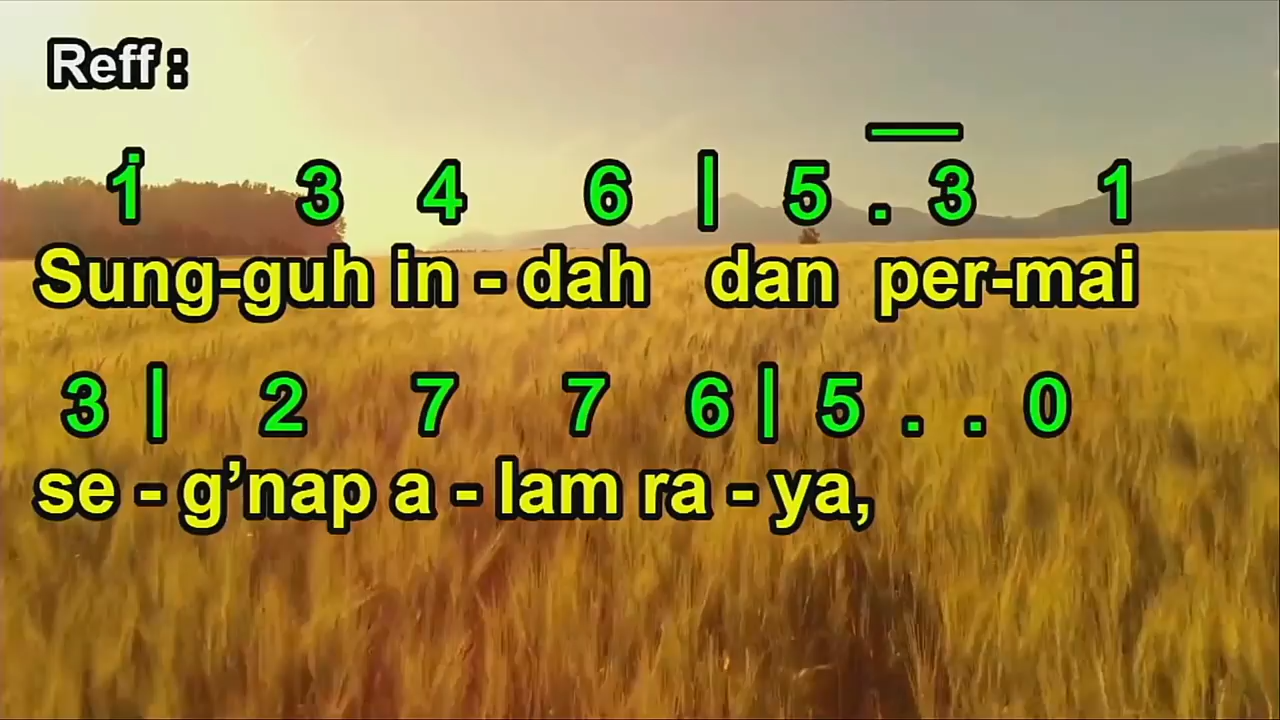 Reff :
1̇ 3 4 6 | 5 . 3 1
Sung-guh in - dah dan per-mai
3 | 2 7 7 6 | 5 . . 0
se - g’nap a - lam ra - ya,